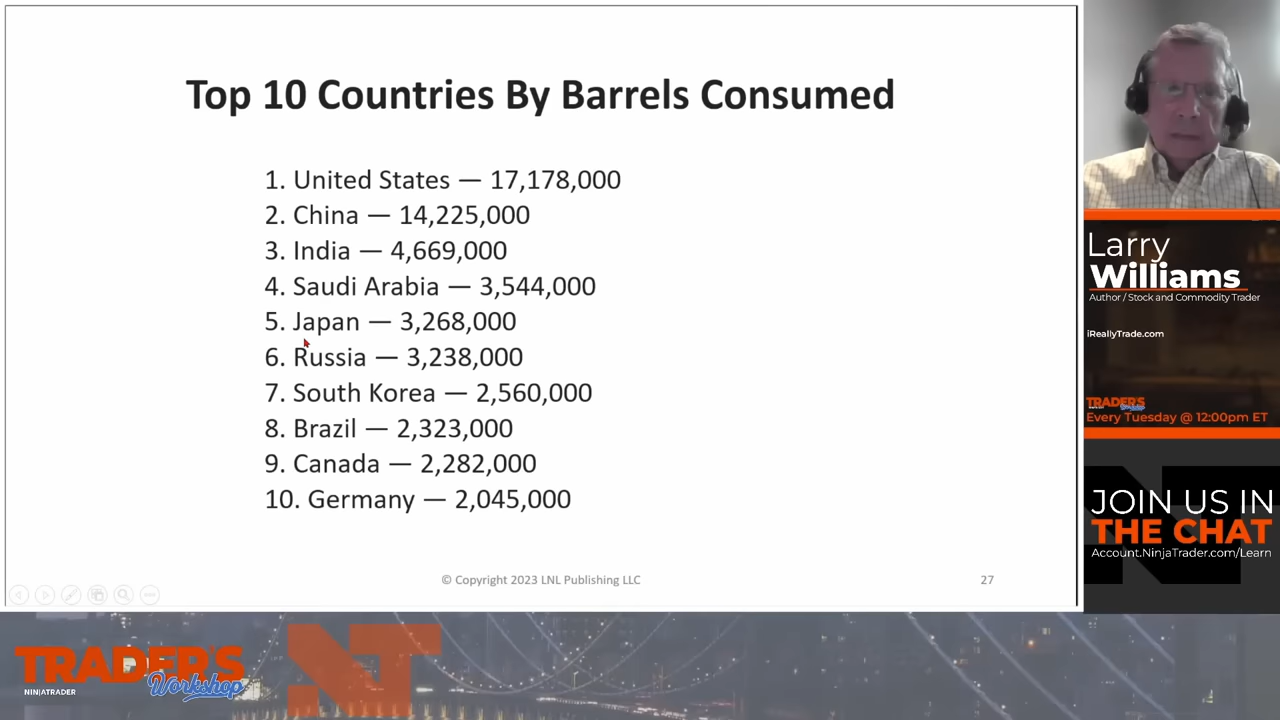 Top 10 Countries By Barrels Consumed
1. United States — 17,178,000
2. China — 14,225,000
3. India — 4,669,000
4. Saudi Arabia — 3,544,000
5. Japan — 3,268,000
6. Russia — 3,238,000
7. South Korea — 2,560,000
8. Brazil — 2,323,000
9. Canada — 2,282,000
10. Germany — 2,045,000
© Copyright 2023 LNL Publishing LLC
27
Larry
Williams
Author / Stock and Commodity Trader
iReallyTrade.com
TRADER'S
Every Tuesday @ 12:00pm ET
JOIN US IN
THE CHAT
Account.NinjaTrader.com/Learn
TRADER'S
NINJATRADER
Workshop
NT